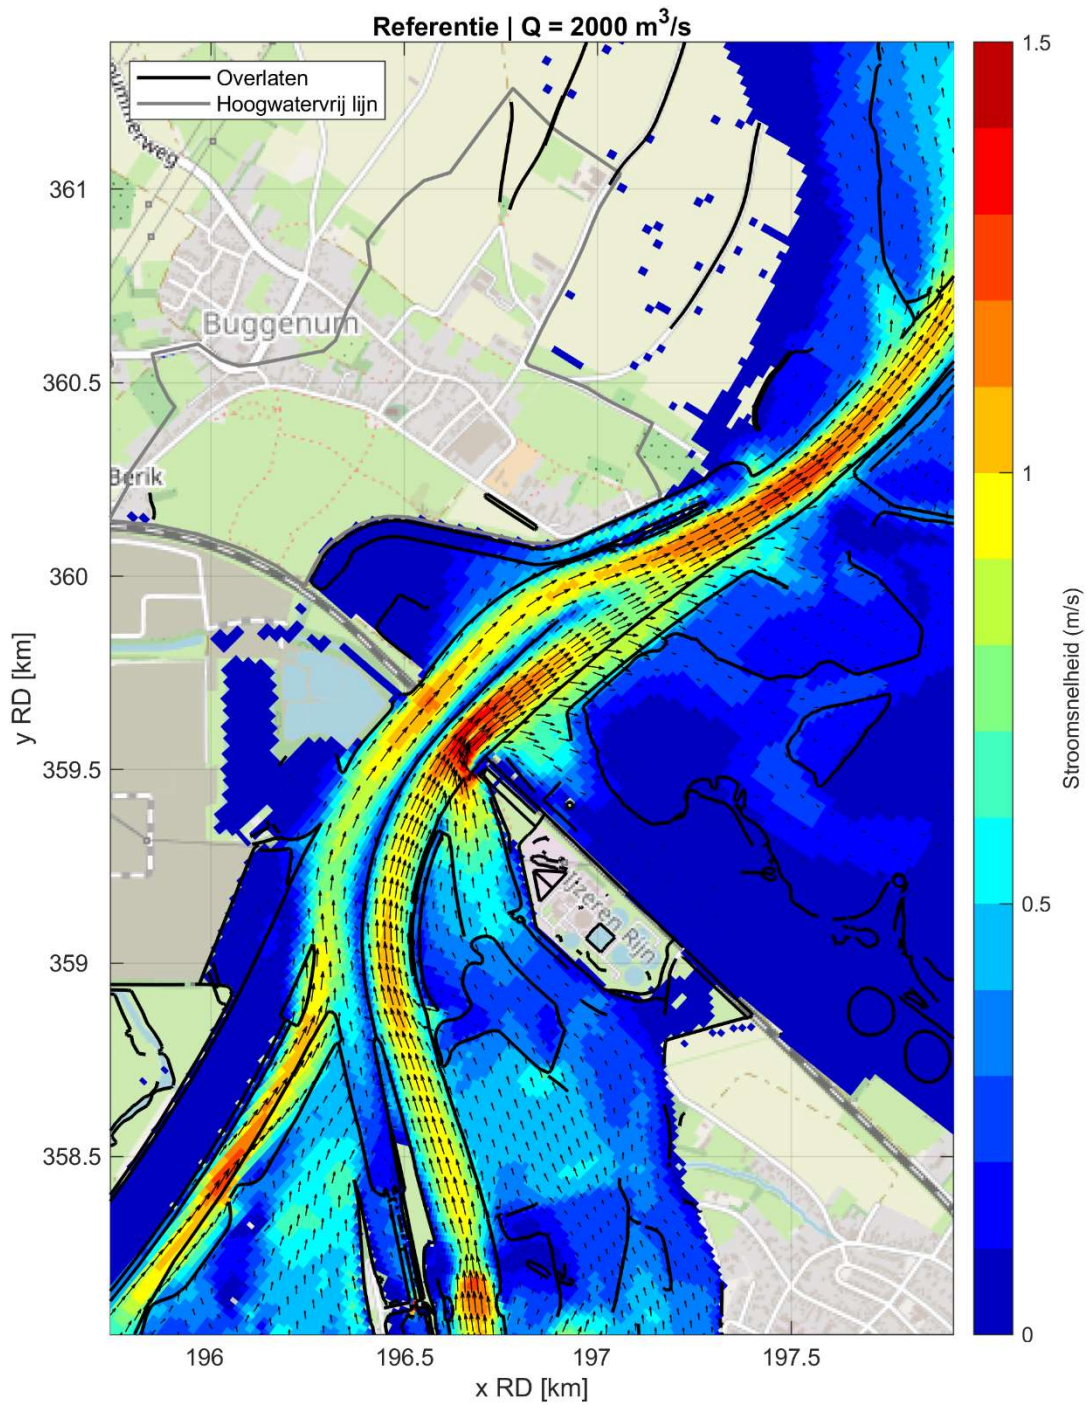 Referentie | Q = 2000 m³/s
Overlaten
Hoogwatervrij lijn
1.5
361
Buggenum
360.5
1
Berik
360
y RD [km]
Stroomsnelheid (m/s)
359.5
IJzeren Rijn
0.5
359
358.5
0
196
196.5
197
197.5
x RD [km]